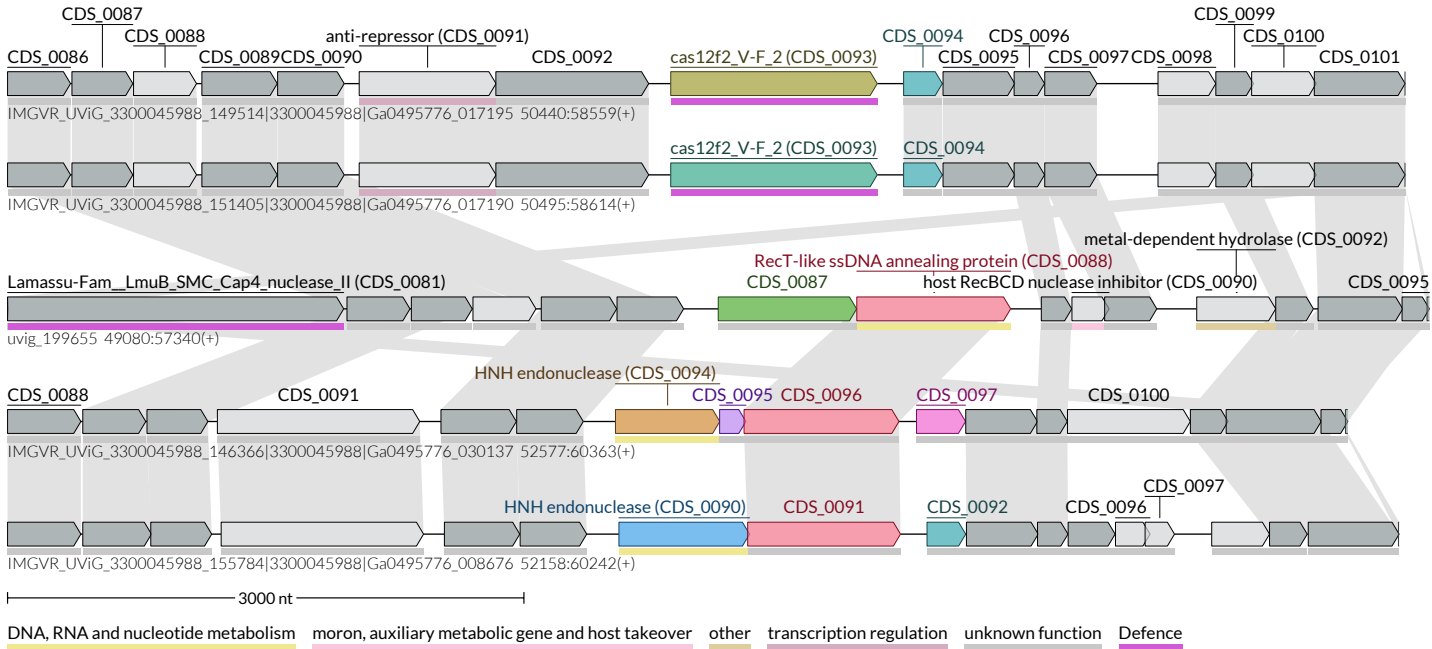 CDS_0087 CDS_0099
CDS_0088 anti-repressor (CDS_0091) CDS_0094 CDS_0096 CDS_0100
CDS_0086 CDS_0089 CDS_0090 CDS_0092 cas12f2_V-F_2 (CDS_0093) CDS_0095 CDS_0097 CDS_0098 CDS_0101
IMGVR_UViG_3300045988_149514|3300045988|Ga0495776_017195 50440:58559(+)
cas12f2_V-F_2 (CDS_0093) CDS_0094
IMGVR_UViG_3300045988_151405|3300045988|Ga0495776_017190 50495:58614(+)
metal-dependent hydrolase (CDS_0092)
RecT-like ssDNA annealing protein (CDS_0088)
Lamassu-Fam__LmuB_SMC_Cap4_nuclease_II (CDS_0081) CDS_0087 host RecBCD nuclease inhibitor (CDS_0090) CDS_0095
uvig_199655 49080:57340(+)
HNH endonuclease (CDS_0094)
CDS_0088 CDS_0091 CDS_0095 CDS_0096 CDS_0097 CDS_0100
IMGVR_UViG_3300045988_146366|3300045988|Ga0495776_030137 52577:60363(+)
CDS_0097
HNH endonuclease (CDS_0090) CDS_0091 CDS_0092 CDS_0096
IMGVR_UViG_3300045988_155784|3300045988|Ga0495776_008676 52158:60242(+)
3000 nt
DNA, RNA and nucleotide metabolism moron, auxiliary metabolic gene and host takeover other transcription regulation unknown function Defence